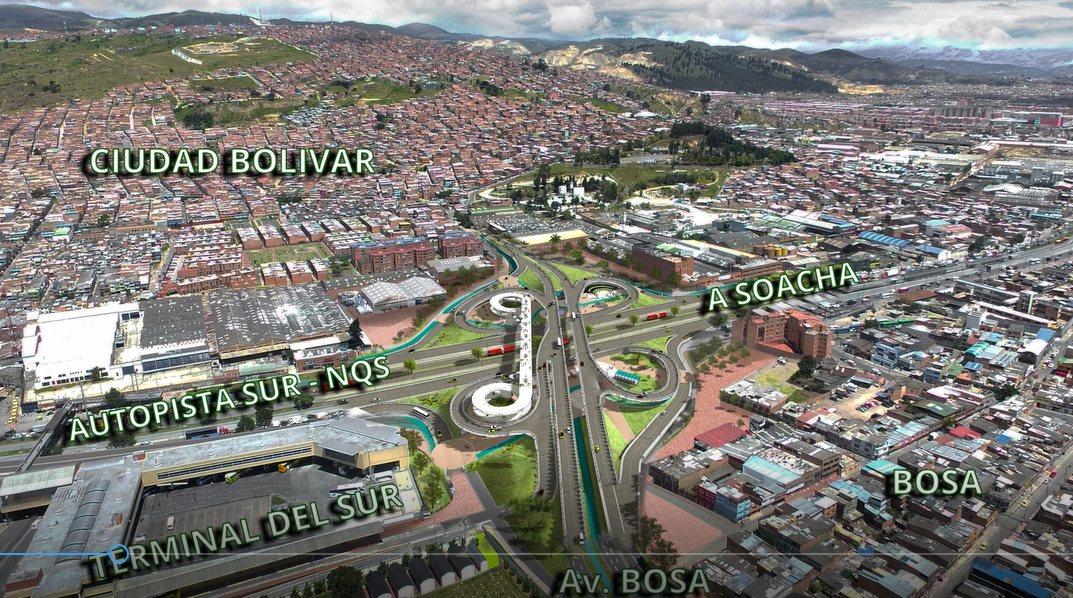 CIUDAD BOLIVAR
A SOACHA
AUTOPISTA SUR - NQS
BOSA
TERMINAL DEL SUR
Av. BOSA